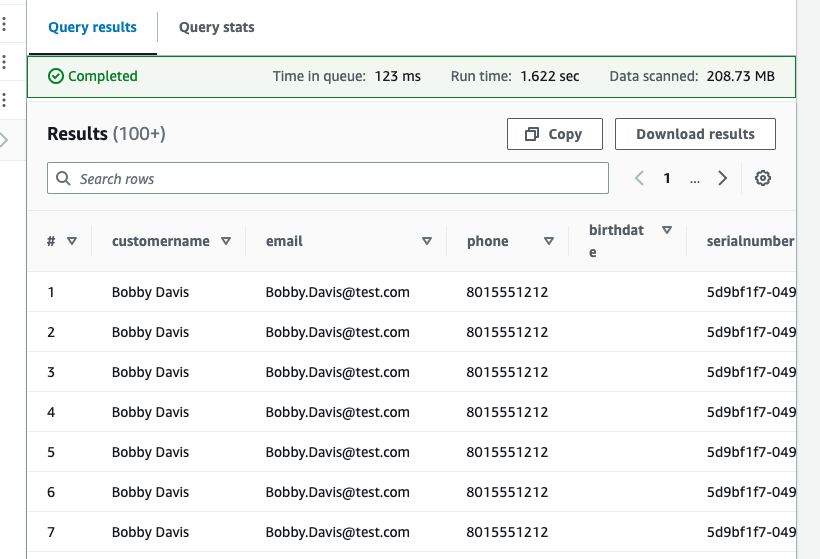 Query results Query stats
Completed Time in queue: 123 ms Run time: 1.622 sec Data scanned: 208.73 MB
Results (100+) Copy Download results
Search rows 1 ...
# customername email phone birthdate serialnumber
1 Bobby Davis Bobby.Davis@test.com 8015551212 5d9bf1f7-049
2 Bobby Davis Bobby.Davis@test.com 8015551212 5d9bf1f7-049
3 Bobby Davis Bobby.Davis@test.com 8015551212 5d9bf1f7-049
4 Bobby Davis Bobby.Davis@test.com 8015551212 5d9bf1f7-049
5 Bobby Davis Bobby.Davis@test.com 8015551212 5d9bf1f7-049
6 Bobby Davis Bobby.Davis@test.com 8015551212 5d9bf1f7-049
7 Bobby Davis Bobby.Davis@test.com 8015551212 5d9bf1f7-049